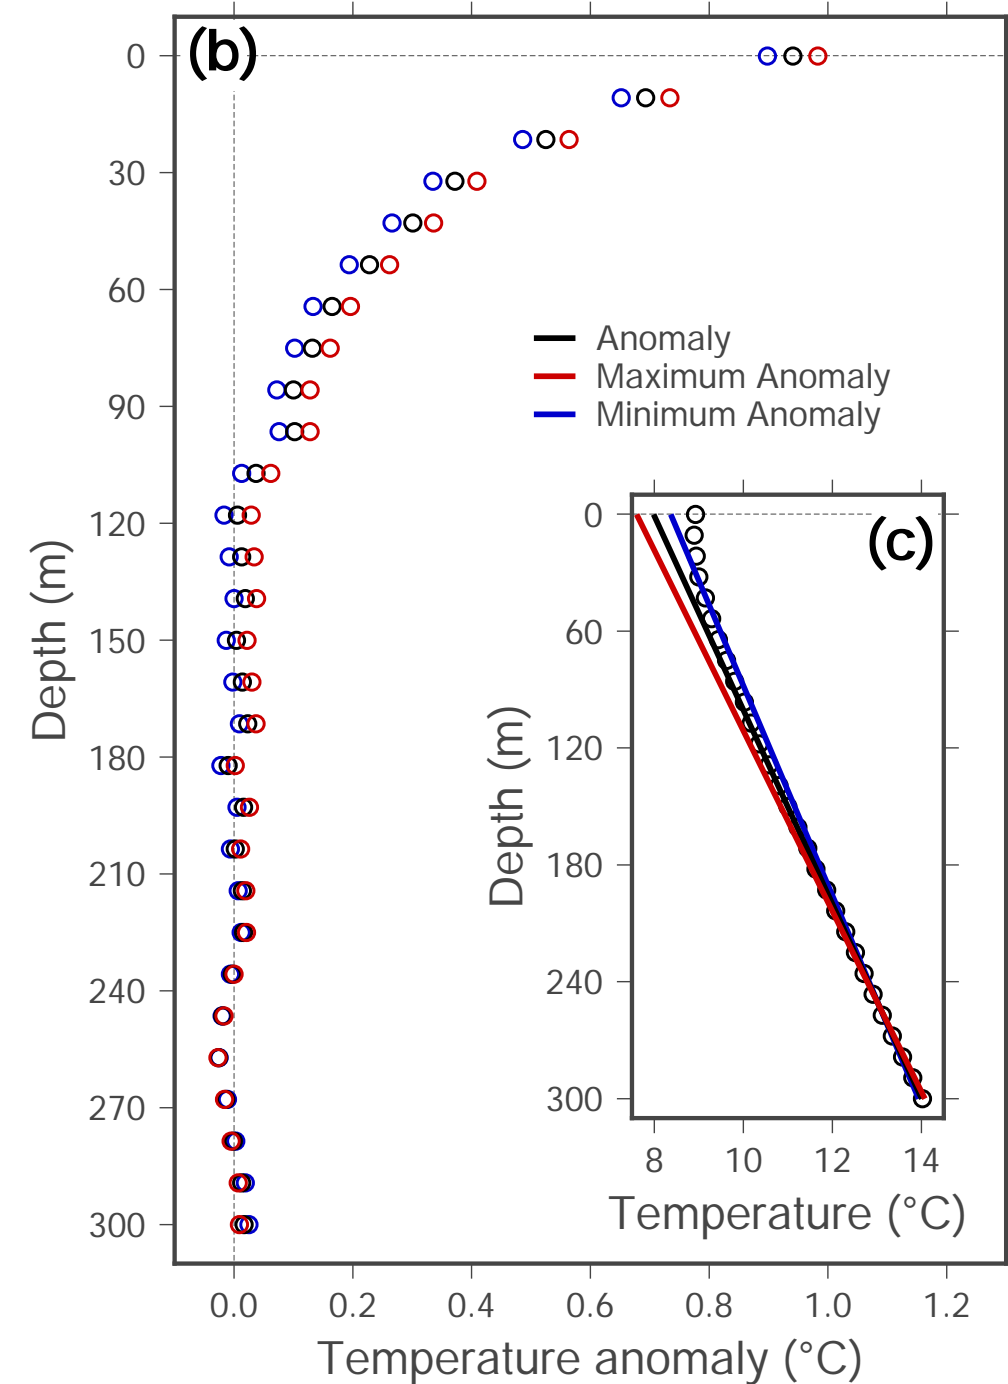 (b)
0
30
60
90
120
150
180
210
240
270
300
Depth (m)
Anomaly
Maximum Anomaly
Minimum Anomaly
(c)
0
60
120
180
240
300
Depth (m)
8 10 12 14
Temperature (°C)
0.0 0.2 0.4 0.6 0.8 1.0 1.2
Temperature anomaly (°C)